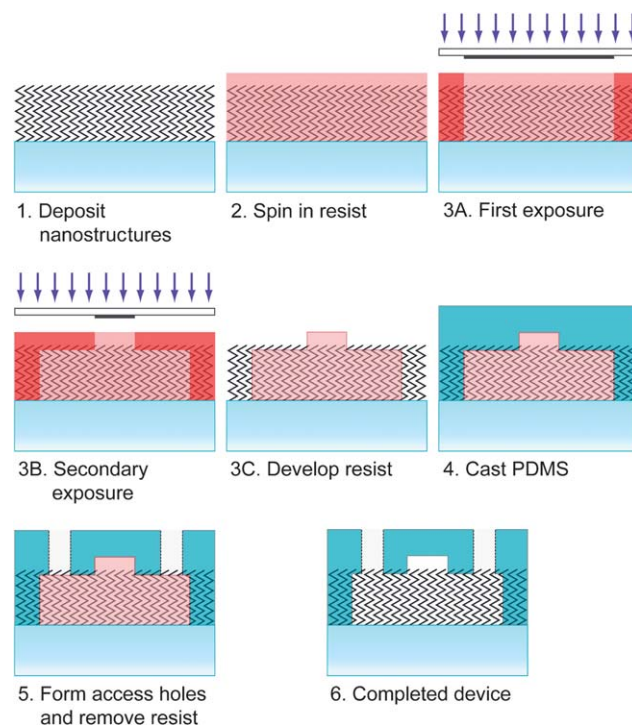 1. Deposit
nanostructures
2. Spin in resist
3A. First exposure
3B. Secondary
exposure
3C. Develop resist
4. Cast PDMS
5. Form access holes
and remove resist
6. Completed device